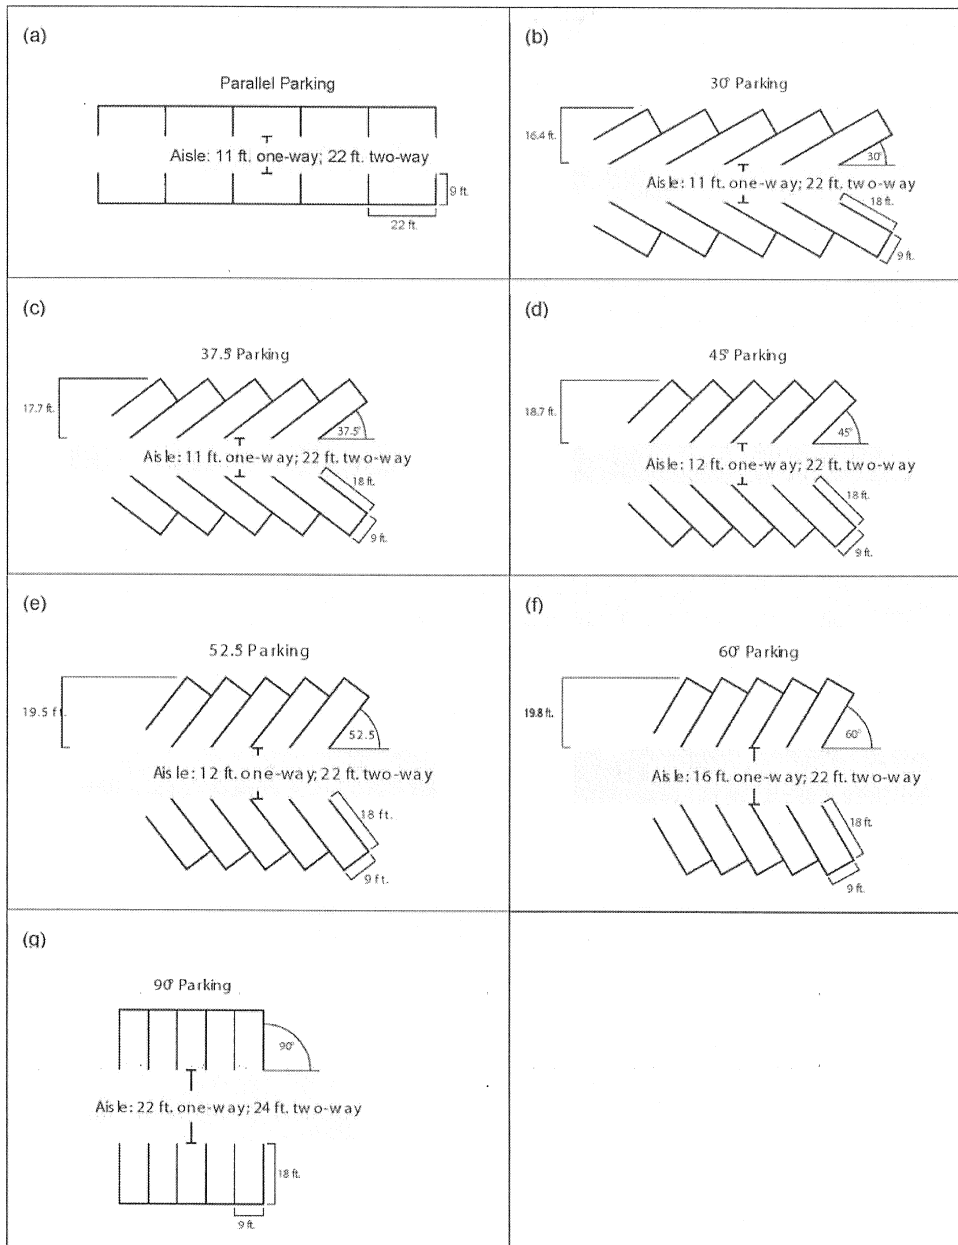 (a)
Parallel Parking
Aisle: 11 ft. one-way; 22 ft. two-way
9 ft.
22 ft.
(b)
30° Parking
16.4 ft.
30°
Aisle: 11 ft. one-way; 22 ft. two-way
18 ft.
9 ft.
(c)
37.5° Parking
17.7 ft.
37.5°
Aisle: 11 ft. one-way; 22 ft. two-way
18 ft.
9 ft.
(d)
45° Parking
18.7 ft.
45°
Aisle: 12 ft. one-way; 22 ft. two-way
18 ft.
9 ft.
(e)
52.5 Parking
19.5 ft.
52.5
Aisle: 12 ft. one-way; 22 ft. two-way
18 ft.
9 ft.
(f)
60° Parking
19.8 ft.
60°
Aisle: 16 ft. one-way; 22 ft. two-way
18 ft.
9 ft.
(g)
90° Parking
90°
Aisle: 22 ft. one-way; 24 ft. two-way
18 ft.
9 ft.